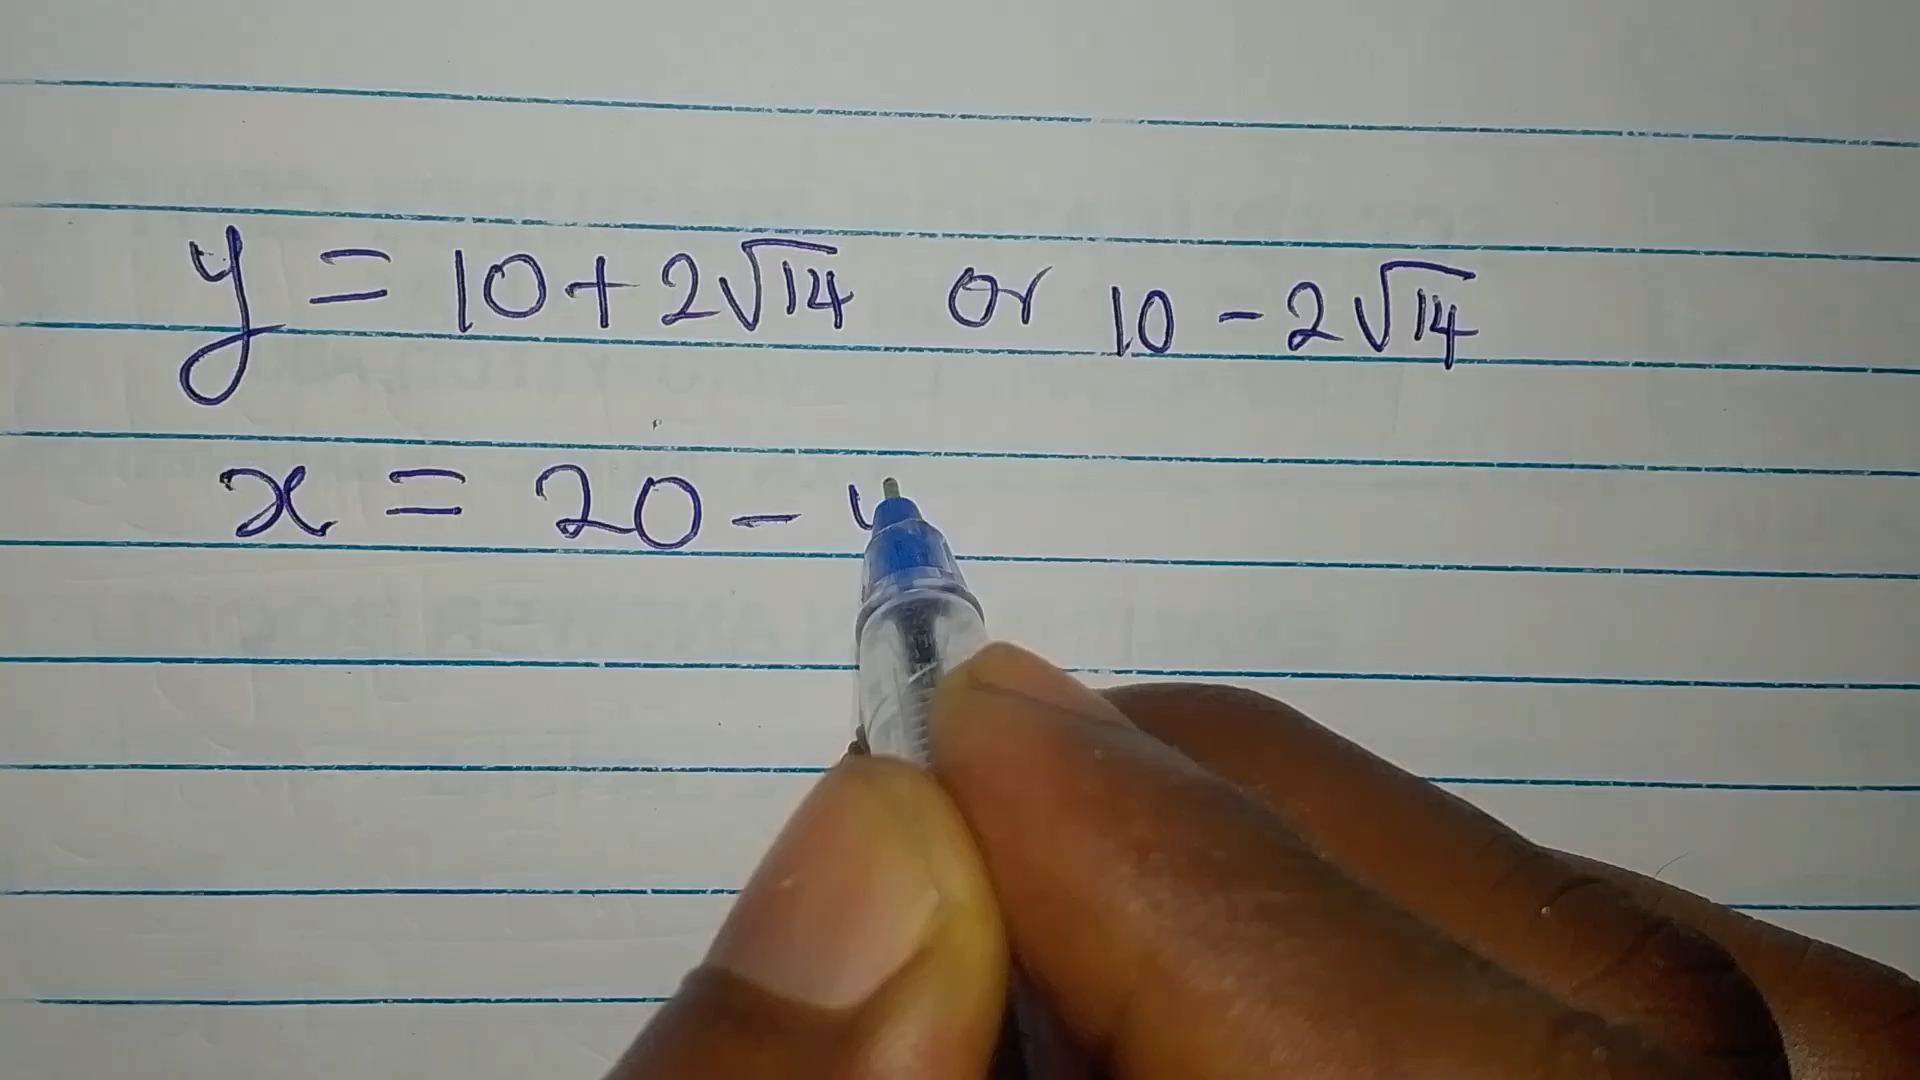 y = 10 + 2√14 or 10 - 2√14
x = 20 -